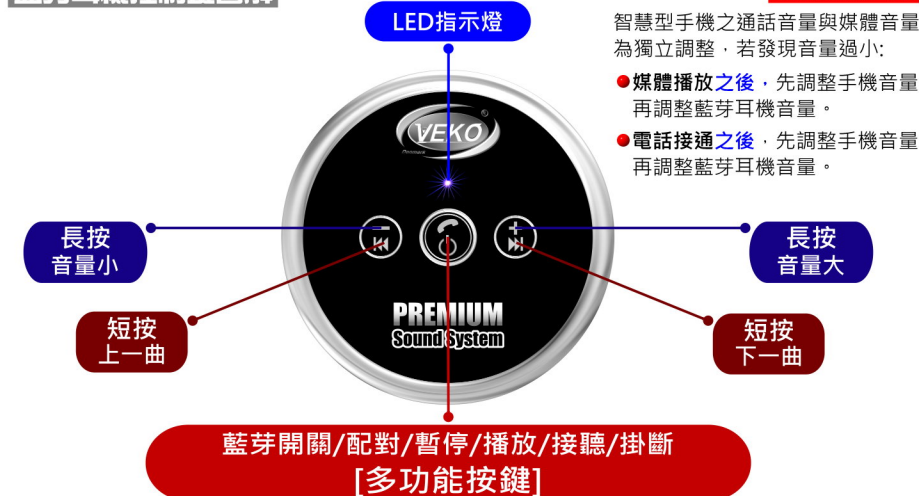 LED指示燈
智慧型手機之通話音量與媒體音量
為獨立調整，若發現音量過小:
媒體播放之後，先調整手機音量
再調整藍芽耳機音量。
電話接通之後，先調整手機音量
再調整藍芽耳機音量。
VEKO
長按
音量小
長按
音量大
短按
上一曲
PREMIUM
Sound System
短按
下一曲
藍芽開關/配對/暫停/播放/接聽/掛斷
[多功能按鍵]